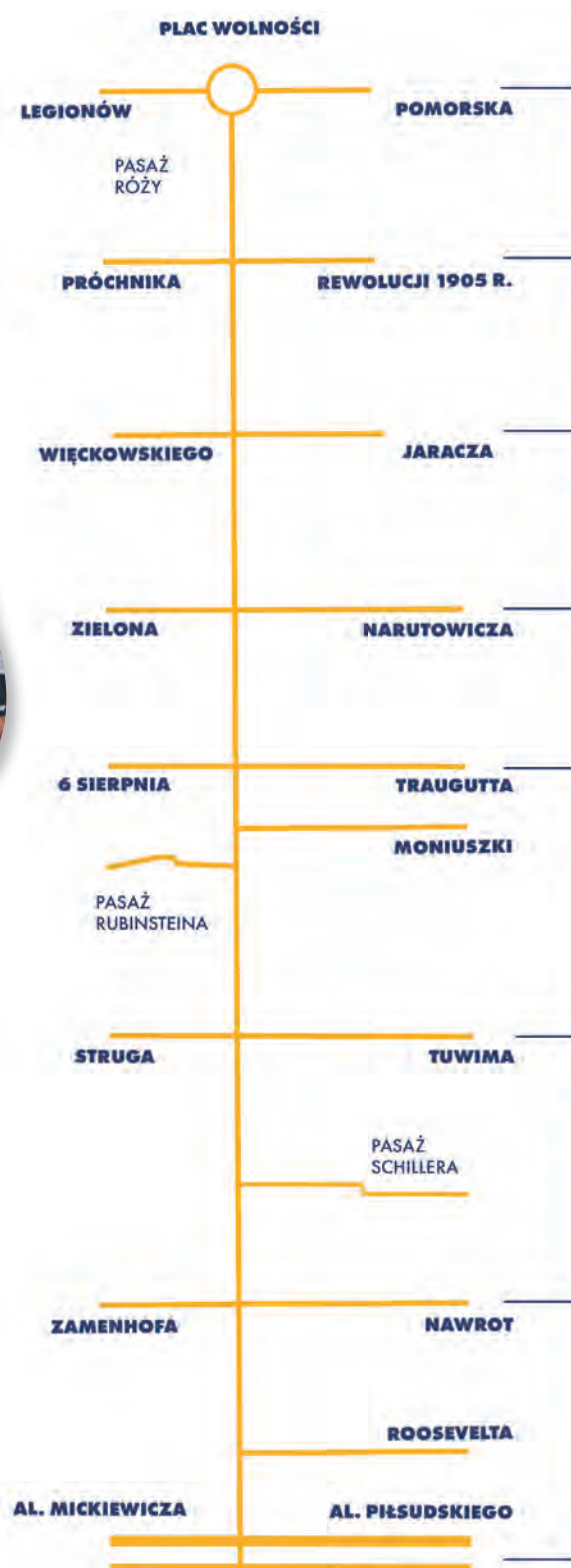 PLAC WOLNOŚCI
LEGIONÓW
POMORSKA
PASAŻ
RÓŻY
PRÓCHNIKA
REWOLUCJI 1905 R.
WIĘCKOWSKIEGO
JARACZA
ZIELONA
NARUTOWICZA
6 SIERPNIA
TRAUGUTTA
MONIUSZKI
PASAŻ
RUBINSTEINA
STRUGA
TUWIMA
PASAŻ
SCHILLERA
ZAMENHOFA
NAWROT
ROOSEVELTA
AL. MICKIEWICZA
AL. PIŁSUDSKIEGO